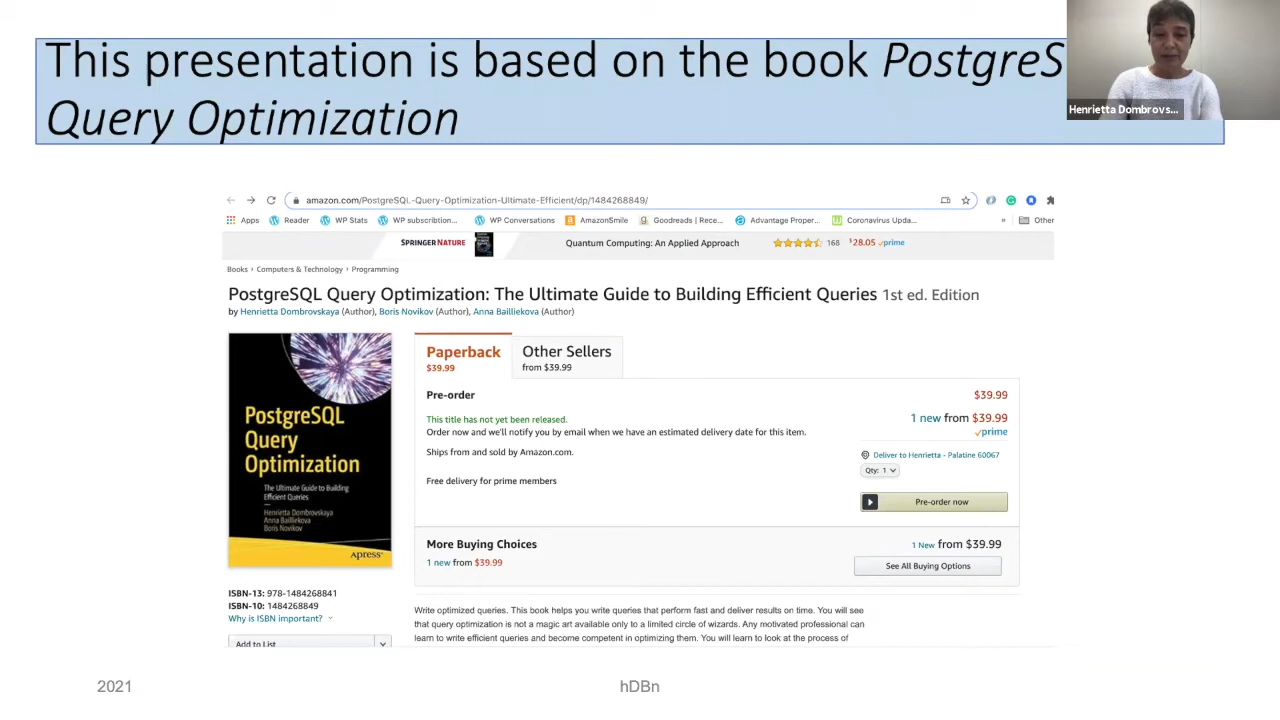 This presentation is based on the book PostgreS
Query Optimization
Henrietta Dombrovs...
amazon.com/PostgreSQL-Query-Optimization-Ultimate-Efficient/dp/1484268849/
Apps Reader WP Stats WP subscribtion... WP Conversations AmazonSmile Goodreads | Rece... Advantage Proper... Coronavirus Upda... » Other
SPRINGER NATURE Quantum Computing: An Applied Approach 168 $28.05 prime
Books › Computers & Technology › Programming
PostgreSQL Query Optimization: The Ultimate Guide to Building Efficient Queries 1st ed. Edition
by Henrietta Dombrovskaya (Author), Boris Novikov (Author), Anna Bailliekova (Author)
PostgreSQL
Query
Optimization
The Ultimate Guide to Building
Efficient Queries
Henrietta Dombrovskaya
Anna Bailliekova
Boris Novikov
Apress®
ISBN-13: 978-1484268841
ISBN-10: 1484268849
Why is ISBN important?
Add to List
Paperback
$39.99
Other Sellers
from $39.99
Pre-order $39.99
This title has not yet been released.
Order now and we'll notify you by email when we have an estimated delivery date for this item.
Ships from and sold by Amazon.com.
Free delivery for prime members
1 new from $39.99
prime
Deliver to Henrietta - Palatine 60067
Qty: 1
Pre-order now
More Buying Choices
1 new from $39.99
1 New from $39.99
See All Buying Options
Write optimized queries. This book helps you write queries that perform fast and deliver results on time. You will see
that query optimization is not a magic art available only to a limited circle of wizards. Any motivated professional can
learn to write efficient queries and become competent in optimizing them. You will learn to look at the process of
2021 hDBn